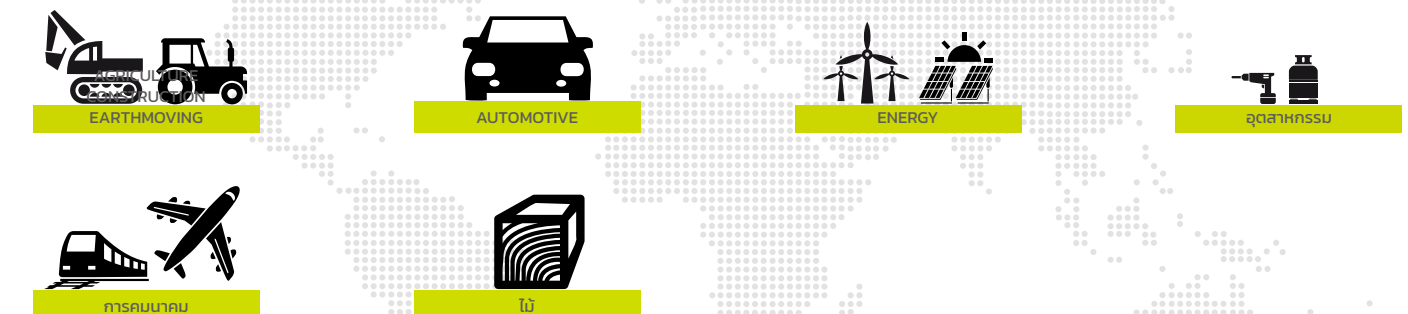 AGRICULTURE
CONSTRUCTION
EARTHMOVING
AUTOMOTIVE
ENERGY
อุตสาหกรรม
การคมนาคม
ไม้